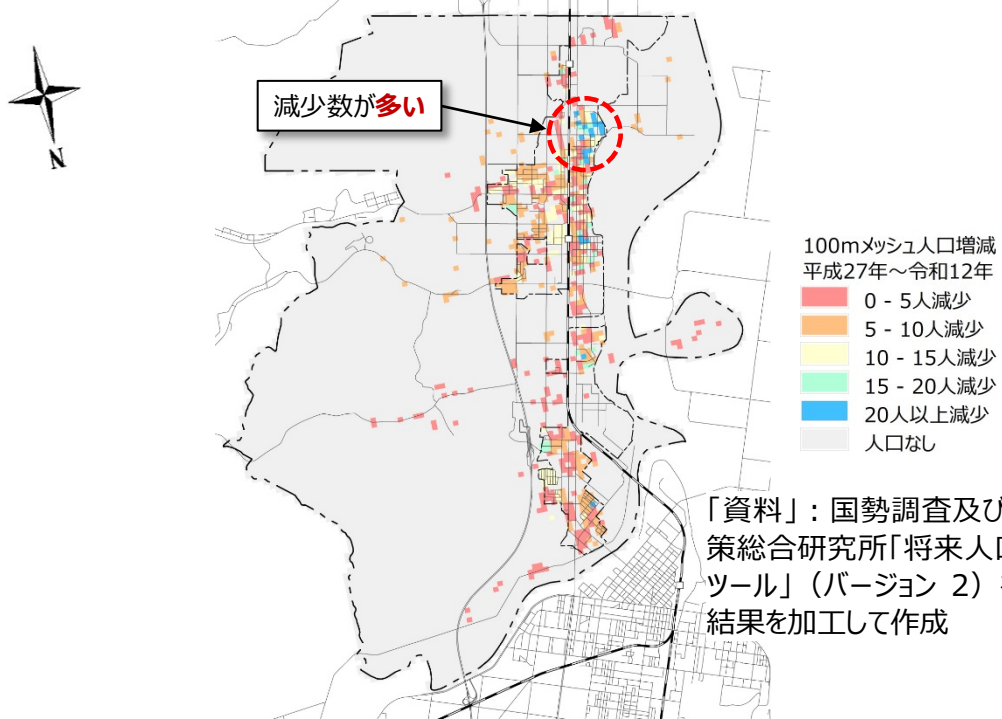 減少数が多い
N
100mメッシュ人口増減
平成27年～令和12年
0 - 5人減少
5 - 10人減少
10 - 15人減少
15 - 20人減少
20人以上減少
人口なし
「資料」：国勢調査及び
策総合研究所「将来人口
ツール」（バージョン 2）
結果を加工して作成